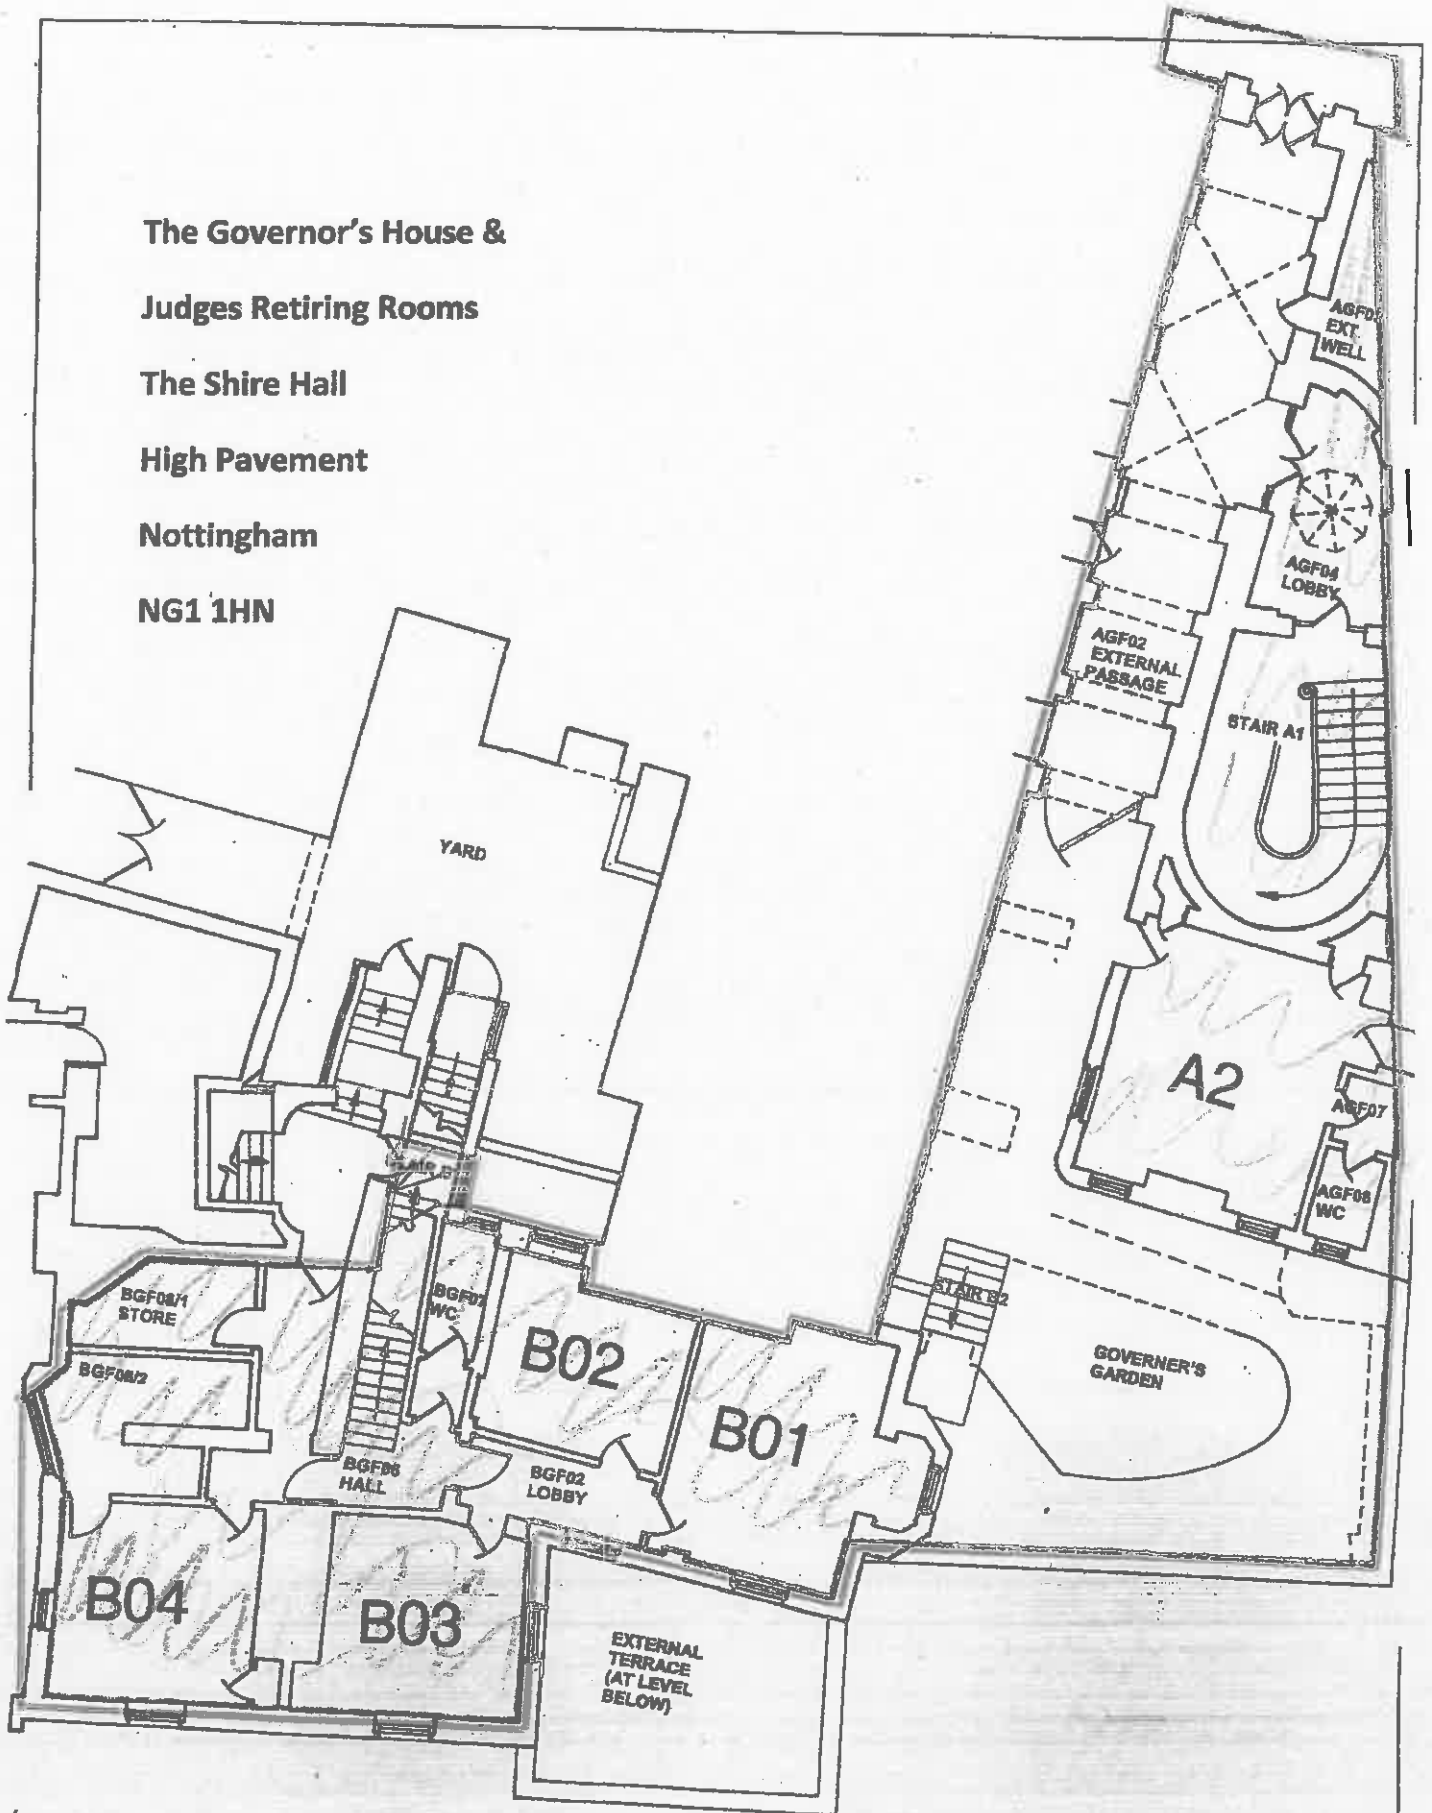 The Governor's House &
Judges Retiring Rooms
The Shire Hall
High Pavement
Nottingham
NG1 1HN
EXT.
WELL
AGF04
LOBBY
AGF02
EXTERNAL
PASSAGE
STAIR A1
YARD
A2
AGF07
AGF08
WC
STAIR B2
GOVERNER'S
GARDEN
BGF08/1
STORE
BGF08/2
BGF07
WC
B02
B01
BGF06
HALL
BGF02
LOBBY
B04
B03
EXTERNAL
TERRACE
(AT LEVEL
BELOW)